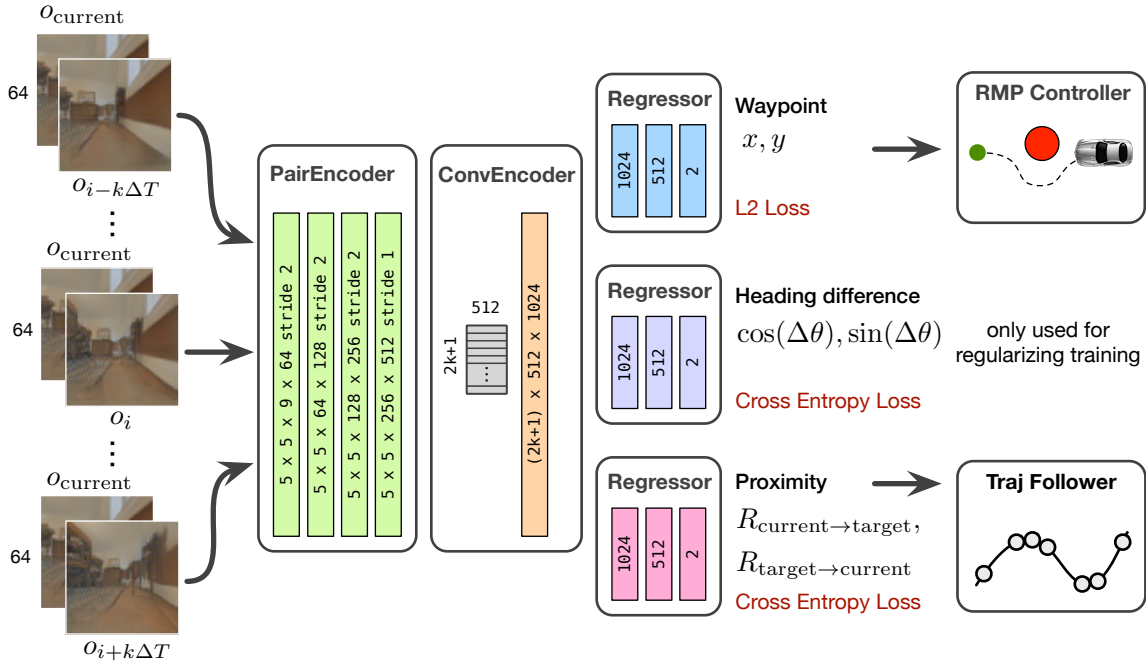 o_current
64
o_{i−kΔT}
⋮
o_current
64
o_i
⋮
o_current
64
o_{i+kΔT}
PairEncoder
5 x 5 x 9 x 64 stride 2
5 x 5 x 64 x 128 stride 2
5 x 5 x 128 x 256 stride 2
5 x 5 x 256 x 512 stride 1
ConvEncoder
512
2k+1
⋮
(2k+1) x 512 x 1024
Regressor
1024
512
2
Waypoint
x, y
L2 Loss
RMP Controller
Regressor
1024
512
2
Heading difference
cos(Δθ), sin(Δθ)
Cross Entropy Loss
only used for
regularizing training
Regressor
1024
512
2
Proximity
R_{current→target},
R_{target→current}
Cross Entropy Loss
Traj Follower